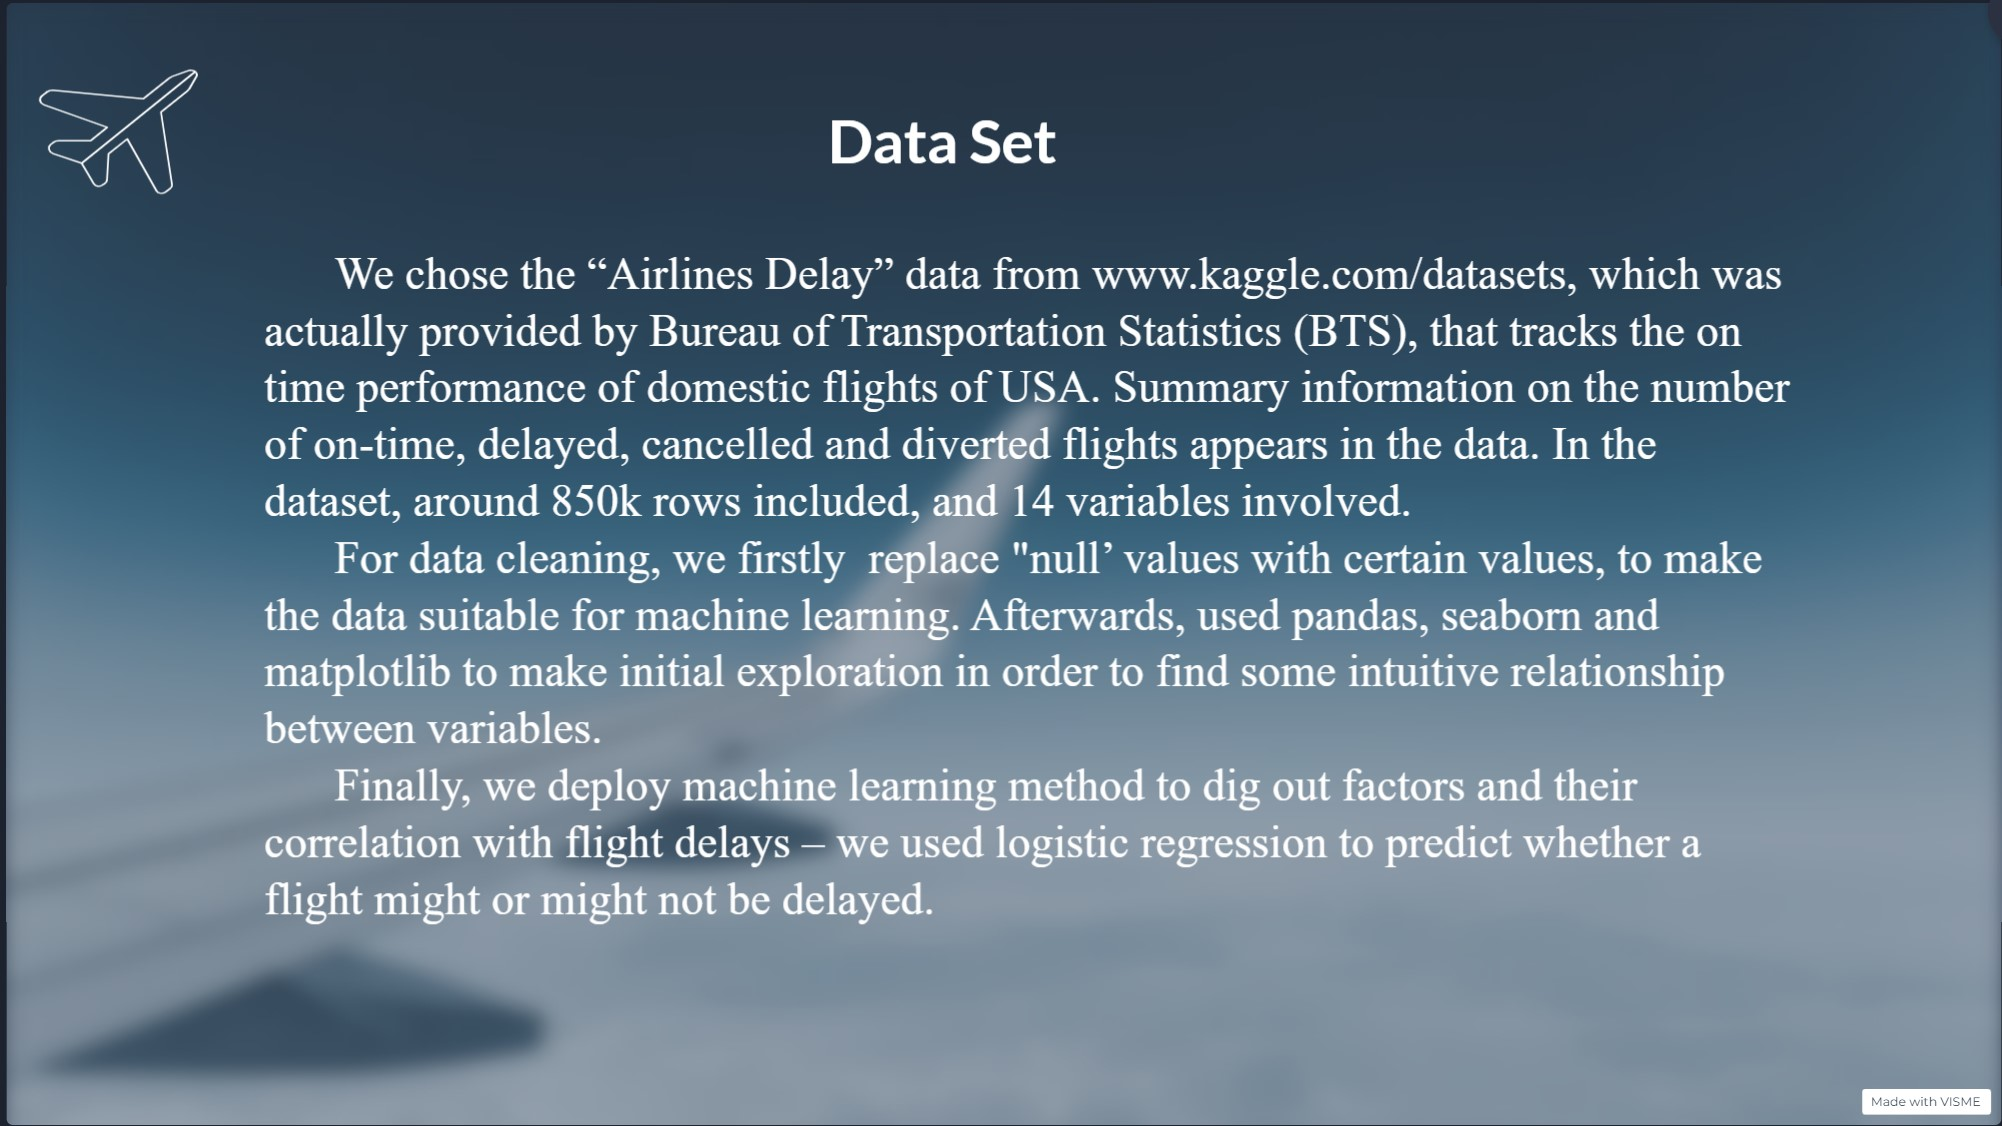 Data Set
We chose the “Airlines Delay” data from www.kaggle.com/datasets, which was
actually provided by Bureau of Transportation Statistics (BTS), that tracks the on
time performance of domestic flights of USA. Summary information on the number
of on-time, delayed, cancelled and diverted flights appears in the data. In the
dataset, around 850k rows included, and 14 variables involved.
For data cleaning, we firstly  replace "null’ values with certain values, to make
the data suitable for machine learning. Afterwards, used pandas, seaborn and
matplotlib to make initial exploration in order to find some intuitive relationship
between variables.
Finally, we deploy machine learning method to dig out factors and their
correlation with flight delays – we used logistic regression to predict whether a
flight might or might not be delayed.
Made with VISME